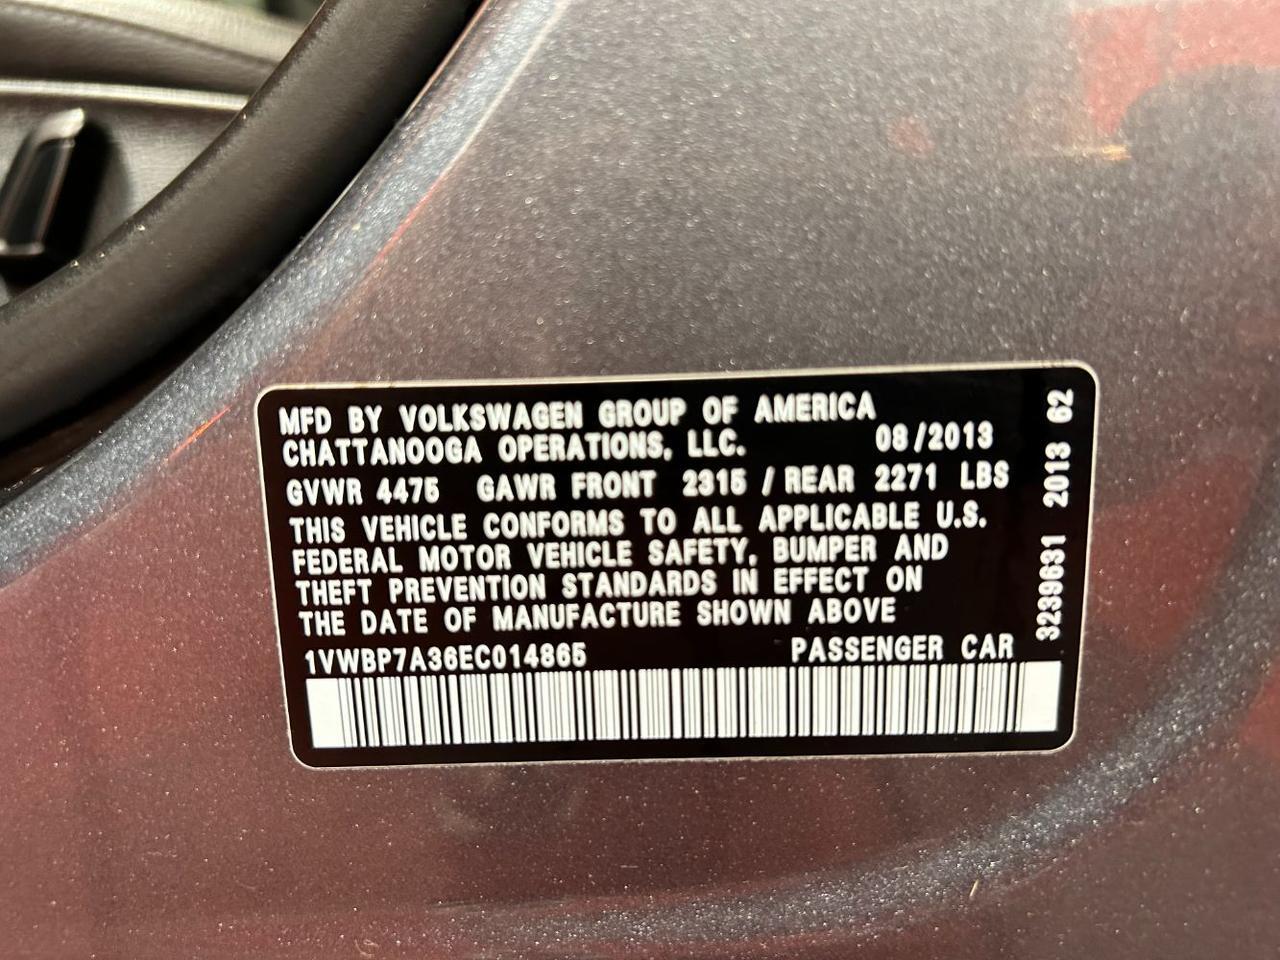 MFD BY VOLKSWAGEN GROUP OF AMERICA
CHATTANOOGA OPERATIONS, LLC. 08/2013
GVWR 4475 GAWR FRONT 2315 / REAR 2271 LBS
THIS VEHICLE CONFORMS TO ALL APPLICABLE U.S.
FEDERAL MOTOR VEHICLE SAFETY, BUMPER AND
THEFT PREVENTION STANDARDS IN EFFECT ON
THE DATE OF MANUFACTURE SHOWN ABOVE
1VWBP7A36EC014865 PASSENGER CAR
3239631 2013 62